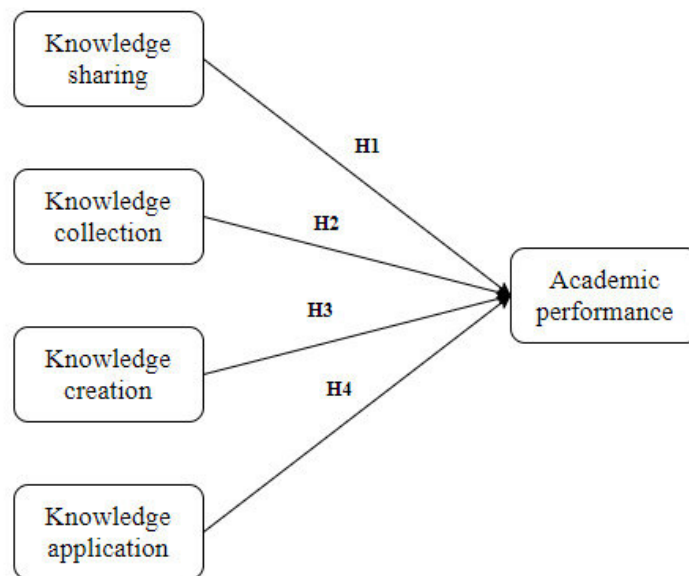 Knowledge
sharing
H1
Knowledge
collection
H2
Academic
performance
H3
Knowledge
creation
H4
Knowledge
application